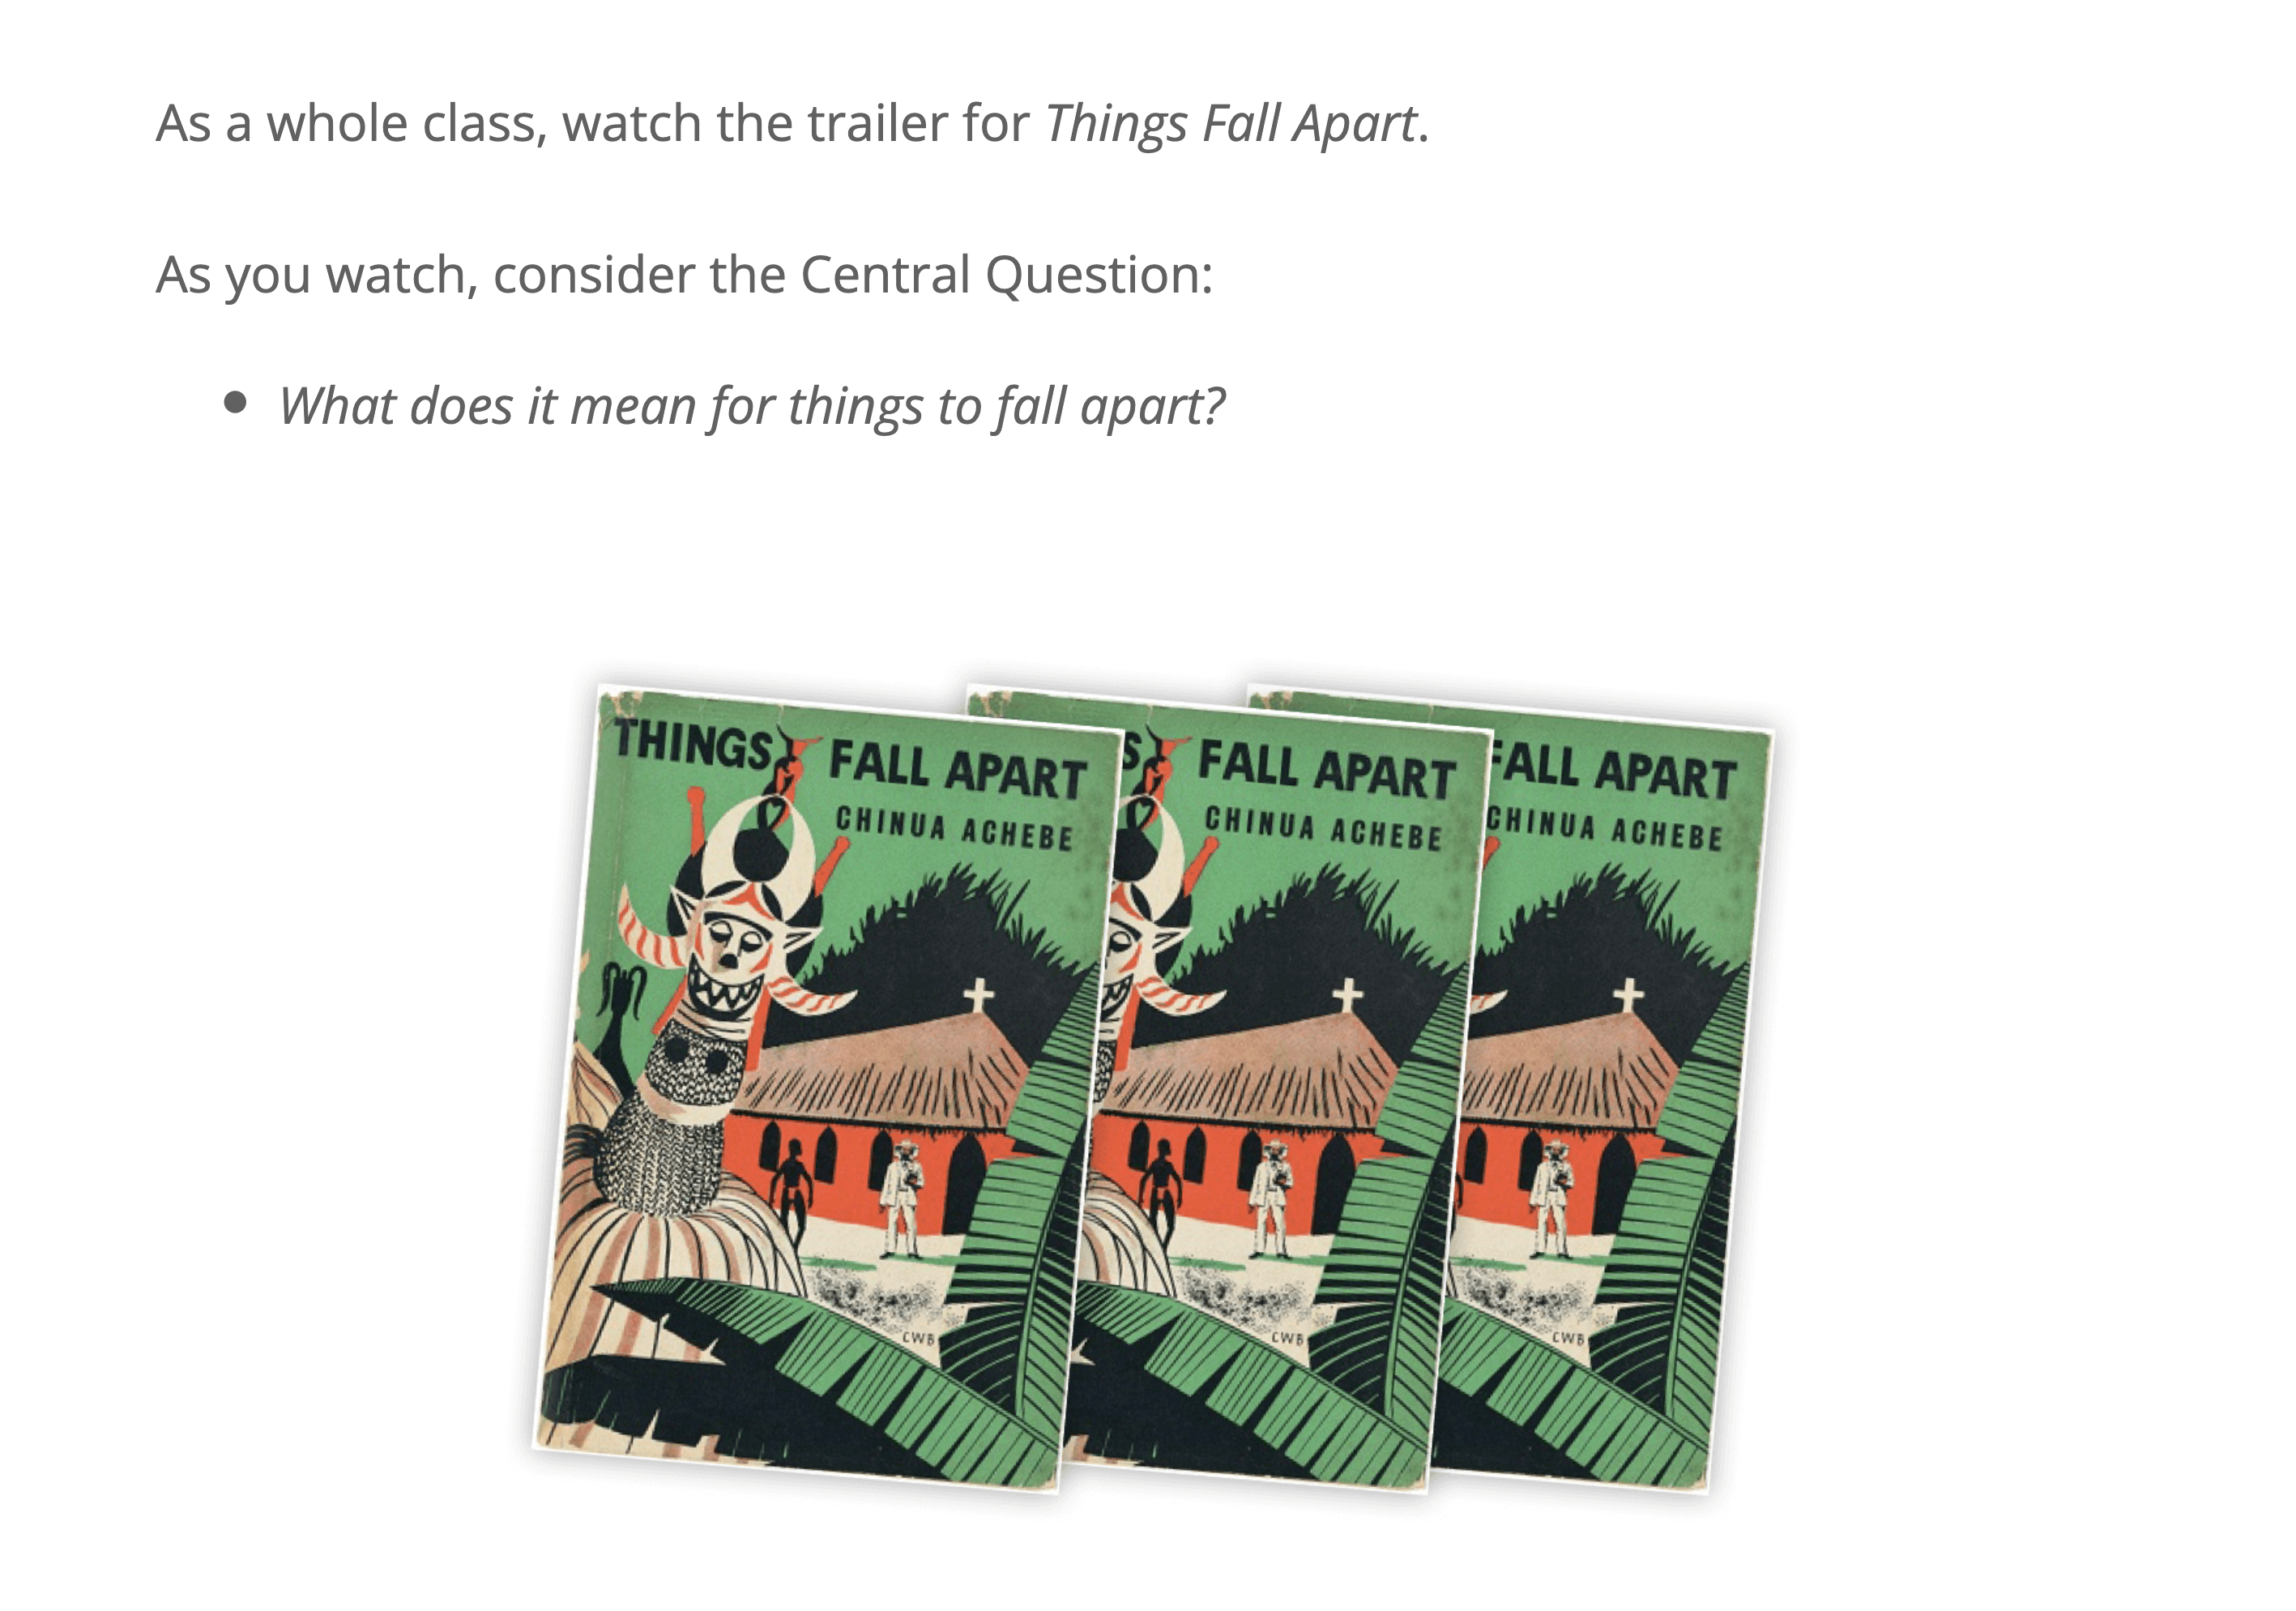 As a whole class, watch the trailer for Things Fall Apart.
As you watch, consider the Central Question:
• What does it mean for things to fall apart?
THINGS FALL APART
CHINUA ACHEBE
CWB
S FALL APART
CHINUA ACHEBE
CWB
FALL APART
CHINUA ACHEBE
CWB